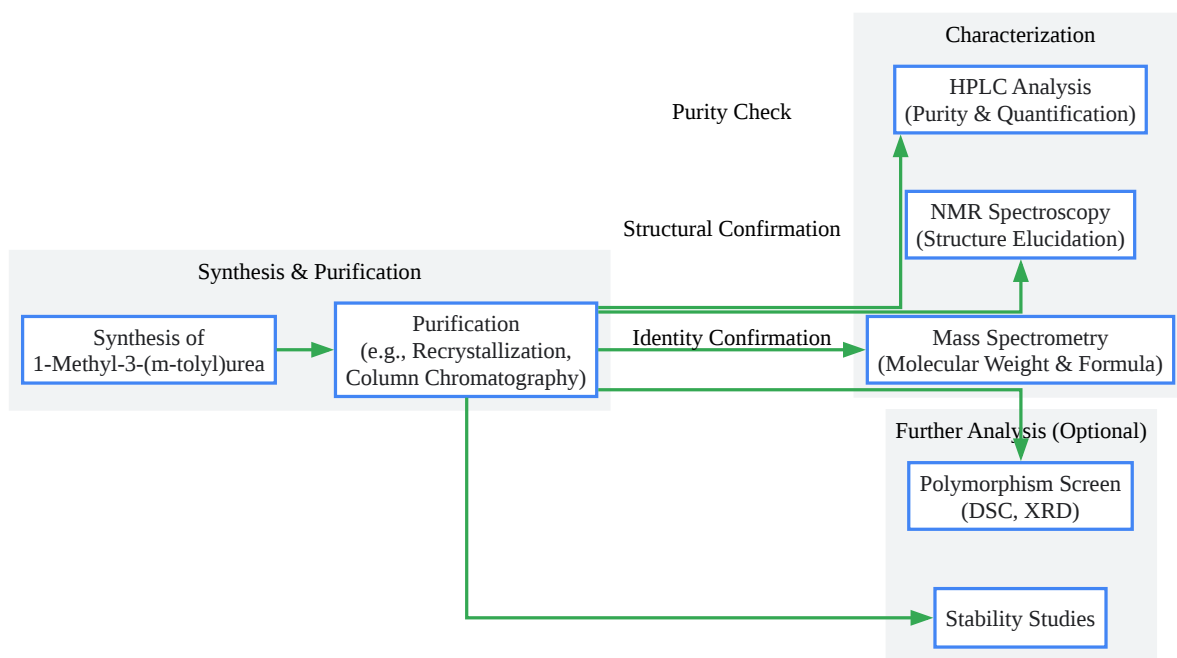 Synthesis & Purification
Synthesis of
1-Methyl-3-(m-tolyl)urea
Purification
(e.g., Recrystallization,
Column Chromatography)
Purity Check
Structural Confirmation
Identity Confirmation
Characterization
HPLC Analysis
(Purity & Quantification)
NMR Spectroscopy
(Structure Elucidation)
Mass Spectrometry
(Molecular Weight & Formula)
Further Analysis (Optional)
Polymorphism Screen
(DSC, XRD)
Stability Studies